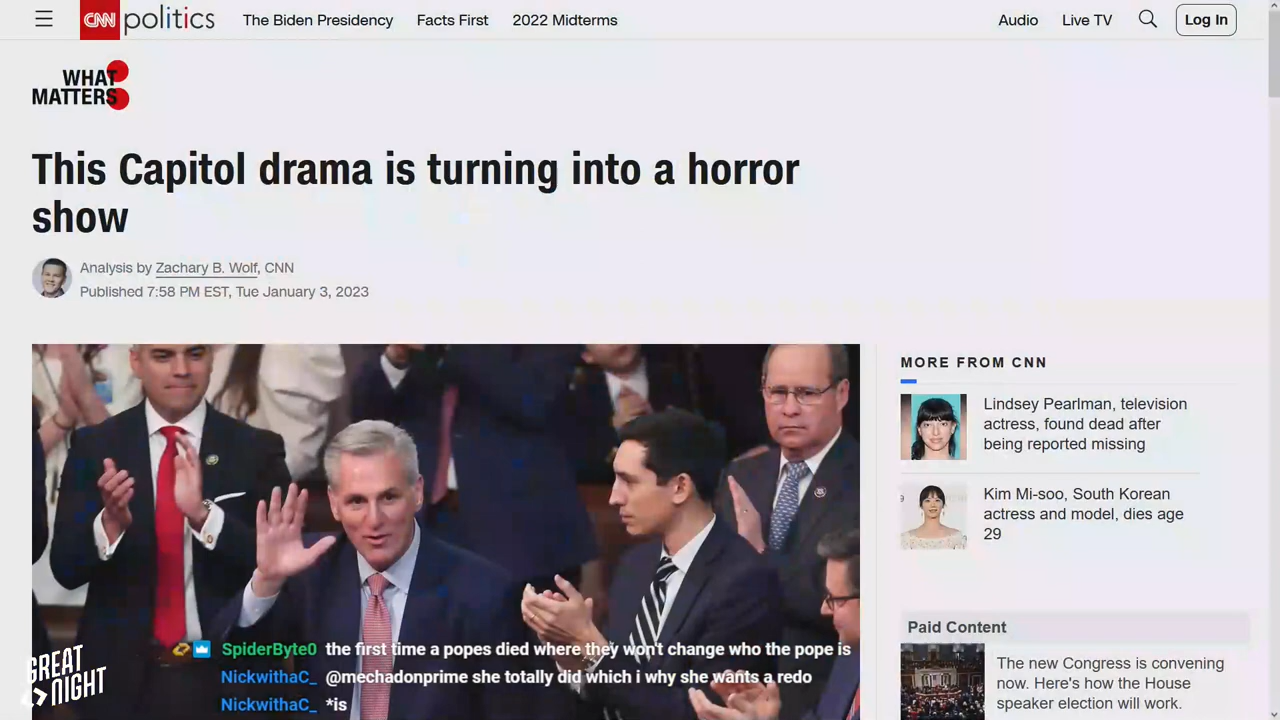 CNN politics The Biden Presidency Facts First 2022 Midterms Audio Live TV Log In
WHAT
MATTERS
This Capitol drama is turning into a horror
show
Analysis by Zachary B. Wolf, CNN
Published 7:58 PM EST, Tue January 3, 2023
MORE FROM CNN
Lindsey Pearlman, television
actress, found dead after
being reported missing
Kim Mi-soo, South Korean
actress and model, dies age
29
Paid Content
The new Congress is convening
now. Here's how the House
speaker election will work.
SpiderByte0 the first time a popes died where they won't change who the pope is
NickwithaC_ @mechadonprime she totally did which i why she wants a redo
NickwithaC_ *is
GREAT
NIGHT